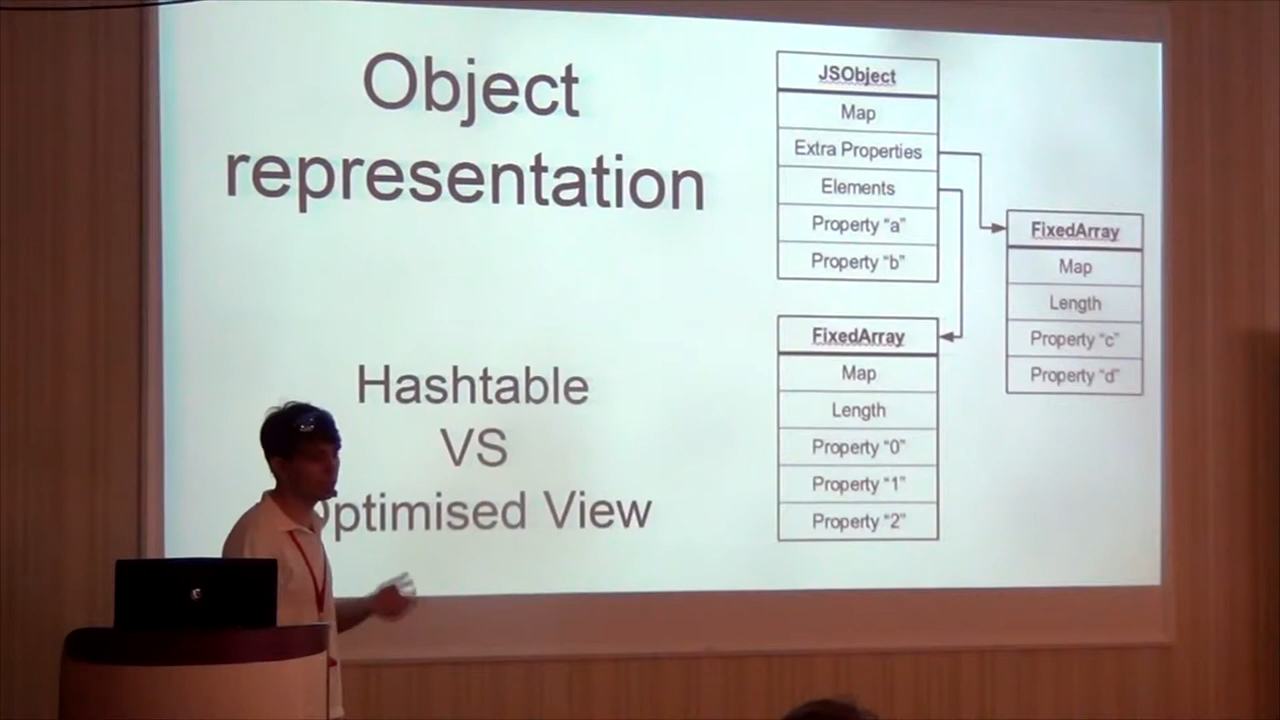 Object
representation
Hashtable
VS
Optimised View
JSObject
Map
Extra Properties
Elements
Property “a”
Property “b”
FixedArray
Map
Length
Property “0”
Property “1”
Property “2”
FixedArray
Map
Length
Property “c”
Property “d”